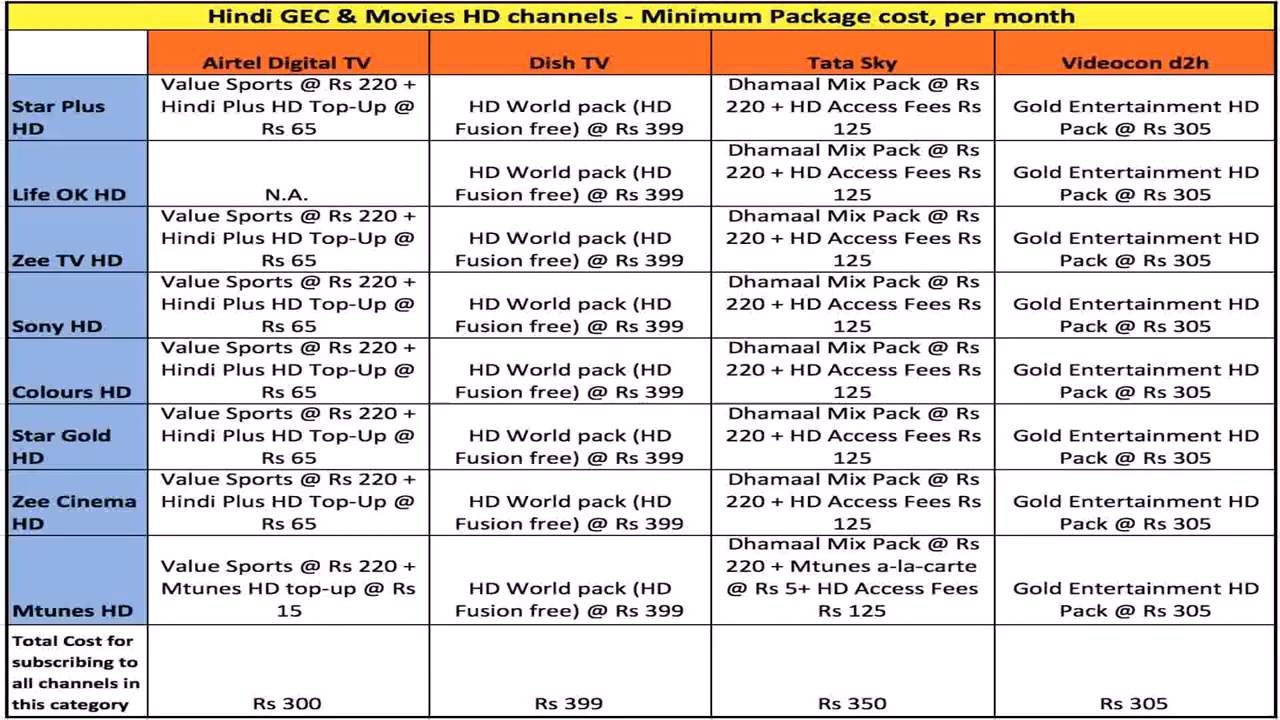 Hindi GEC & Movies HD channels - Minimum Package cost, per month
Airtel Digital TV
Dish TV
Tata Sky
Videocon d2h
Star Plus
HD
Value Sports @ Rs 220 +
Hindi Plus HD Top-Up @
Rs 65
HD World pack (HD
Fusion free) @ Rs 399
Dhamaal Mix Pack @ Rs
220 + HD Access Fees Rs
125
Gold Entertainment HD
Pack @ Rs 305
Life OK HD
N.A.
HD World pack (HD
Fusion free) @ Rs 399
Dhamaal Mix Pack @ Rs
220 + HD Access Fees Rs
125
Gold Entertainment HD
Pack @ Rs 305
Zee TV HD
Value Sports @ Rs 220 +
Hindi Plus HD Top-Up @
Rs 65
HD World pack (HD
Fusion free) @ Rs 399
Dhamaal Mix Pack @ Rs
220 + HD Access Fees Rs
125
Gold Entertainment HD
Pack @ Rs 305
Sony HD
Value Sports @ Rs 220 +
Hindi Plus HD Top-Up @
Rs 65
HD World pack (HD
Fusion free) @ Rs 399
Dhamaal Mix Pack @ Rs
220 + HD Access Fees Rs
125
Gold Entertainment HD
Pack @ Rs 305
Colours HD
Value Sports @ Rs 220 +
Hindi Plus HD Top-Up @
Rs 65
HD World pack (HD
Fusion free) @ Rs 399
Dhamaal Mix Pack @ Rs
220 + HD Access Fees Rs
125
Gold Entertainment HD
Pack @ Rs 305
Star Gold
HD
Value Sports @ Rs 220 +
Hindi Plus HD Top-Up @
Rs 65
HD World pack (HD
Fusion free) @ Rs 399
Dhamaal Mix Pack @ Rs
220 + HD Access Fees Rs
125
Gold Entertainment HD
Pack @ Rs 305
Zee Cinema
HD
Value Sports @ Rs 220 +
Hindi Plus HD Top-Up @
Rs 65
HD World pack (HD
Fusion free) @ Rs 399
Dhamaal Mix Pack @ Rs
220 + HD Access Fees Rs
125
Gold Entertainment HD
Pack @ Rs 305
Mtunes HD
Value Sports @ Rs 220 +
Mtunes HD top-up @ Rs
15
HD World pack (HD
Fusion free) @ Rs 399
Dhamaal Mix Pack @ Rs
220 + Mtunes a-la-carte
@ Rs 5+ HD Access Fees
Rs 125
Gold Entertainment HD
Pack @ Rs 305
Total Cost for
subscribing to
all channels in
this category
Rs 300
Rs 399
Rs 350
Rs 305